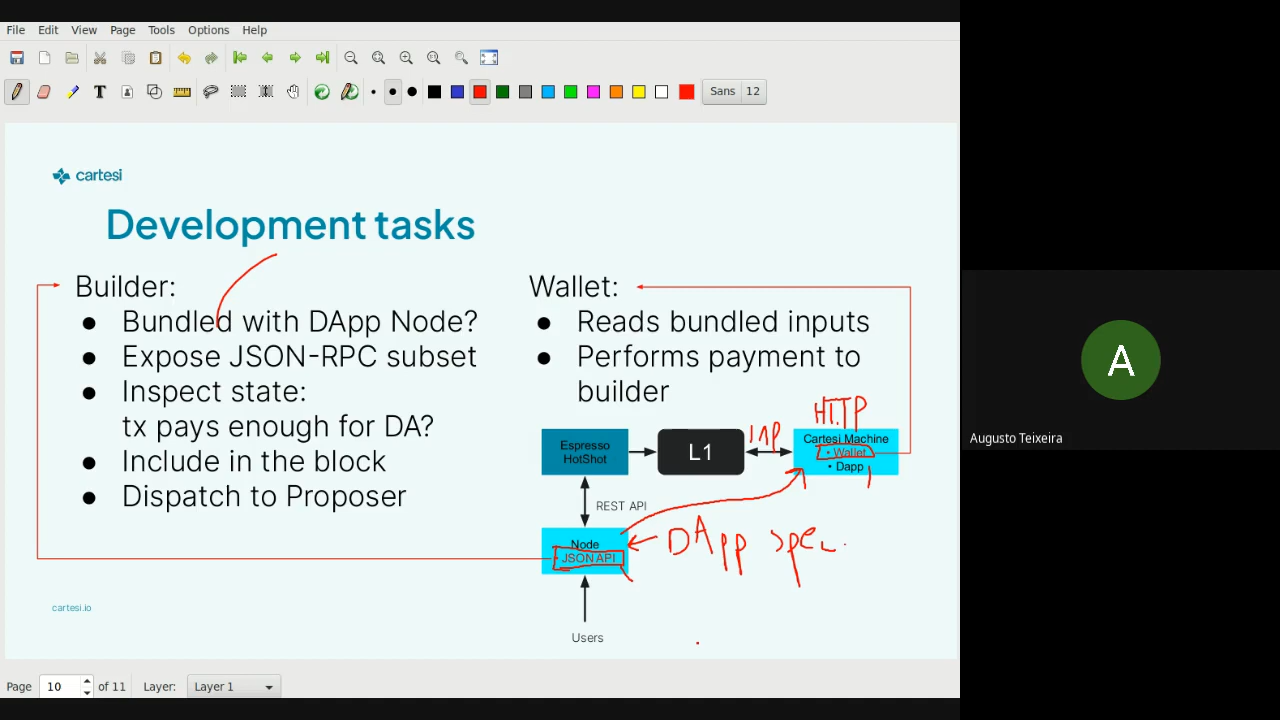 File Edit View Page Tools Options Help
Sans 12
cartesi
Development tasks
Builder:
● Bundled with DApp Node?
● Expose JSON-RPC subset
● Inspect state:
tx pays enough for DA?
● Include in the block
● Dispatch to Proposer
Wallet:
● Reads bundled inputs
● Performs payment to
builder
HTTP
Espresso
HotShot
L1
Inp
Cartesi Machine
• Wallet
• Dapp
REST API
Node
• JSON API
DApp spec.
Users
cartesi.io
Page 10 of 11 Layer: Layer 1
A
Augusto Teixeira